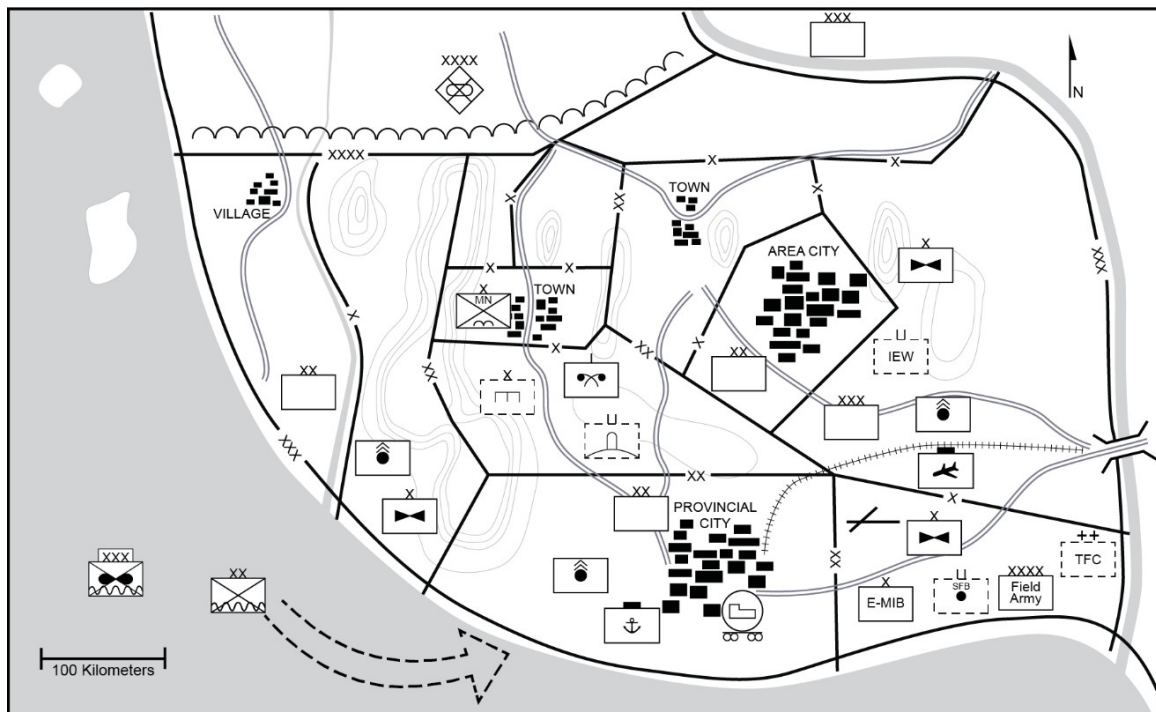 XXX
XXXX
N
XXXX
X
X
TOWN
VILLAGE
X
XX
X
AREA CITY
X
XXX
X
X
X
MN
TOWN
X
X
XX
X
XX
IEW
XX
X
XX
XXX
XXX
XX
X
XX
PROVINCIAL
CITY
X
X
XXX
XX
XX
X
X
E-MIB
SFB
XXXX
Field
Army
++
TFC
100 Kilometers